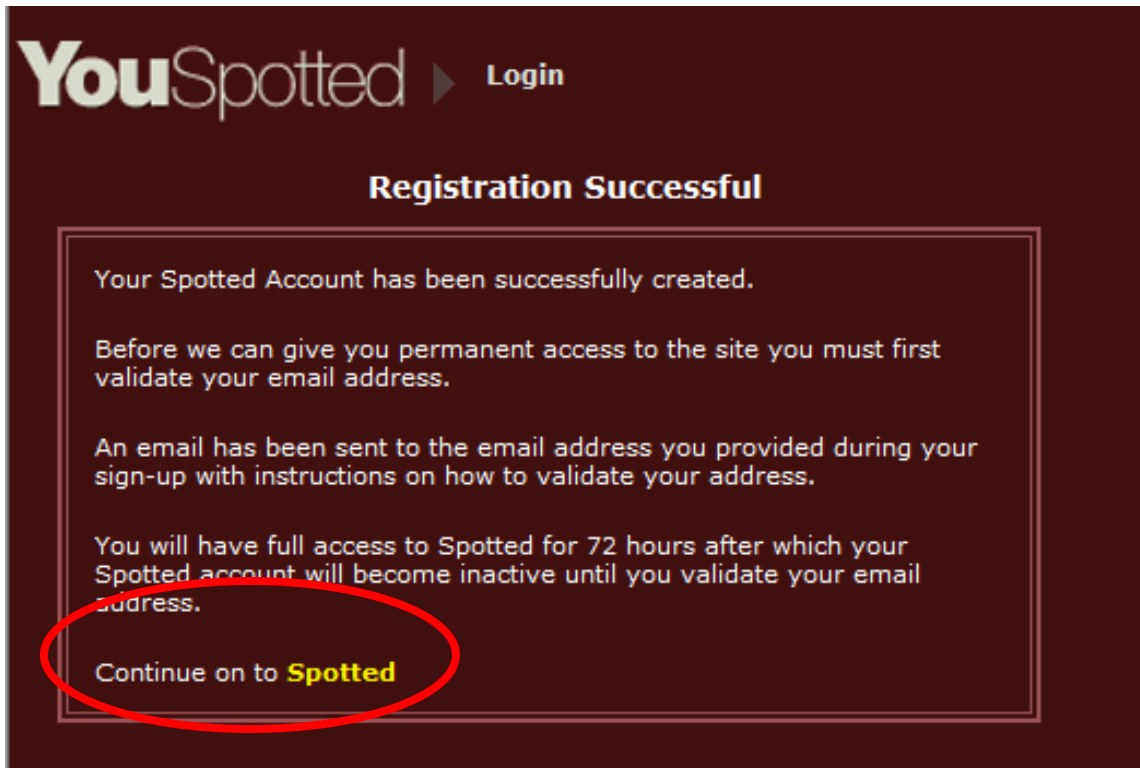 YouSpotted
Login
Registration Successful
Your Spotted Account has been successfully created.
Before we can give you permanent access to the site you must first
validate your email address.
An email has been sent to the email address you provided during your
sign-up with instructions on how to validate your address.
You will have full access to Spotted for 72 hours after which your
Spotted account will become inactive until you validate your email
address.
Continue on to Spotted